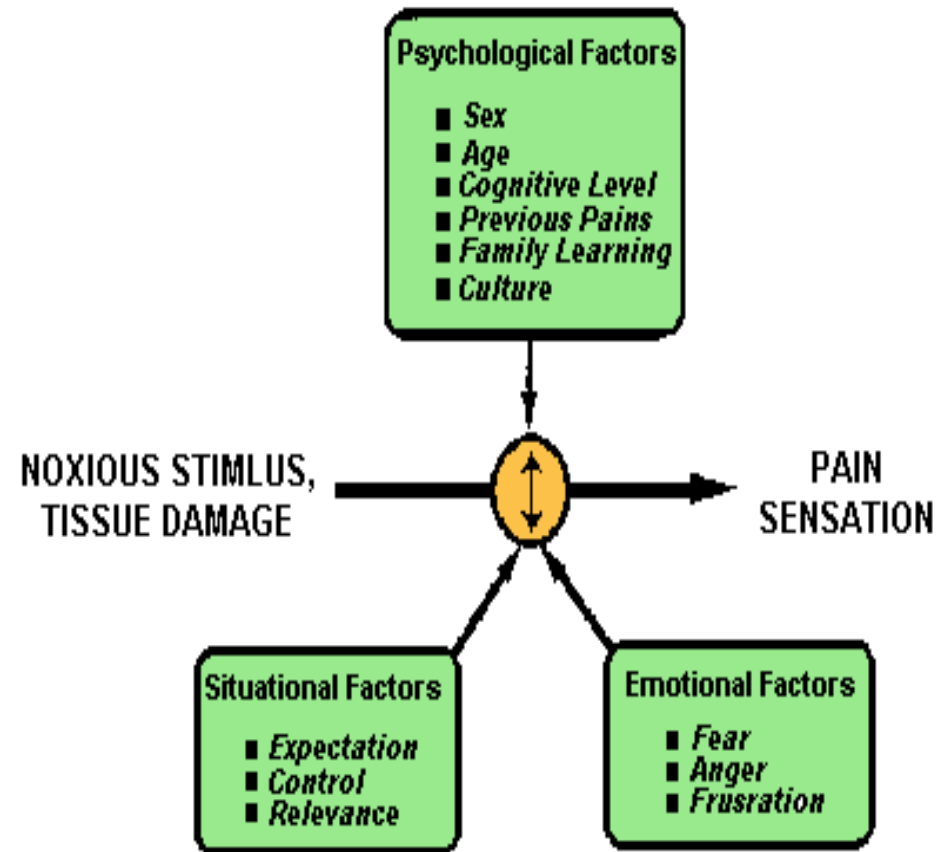 Psychological Factors
■ Sex
■ Age
■ Cognitive Level
■ Previous Pains
■ Family Learning
■ Culture
NOXIOUS STIMLUS,
TISSUE DAMAGE
PAIN
SENSATION
Situational Factors
■ Expectation
■ Control
■ Relevance
Emotional Factors
■ Fear
■ Anger
■ Frusration